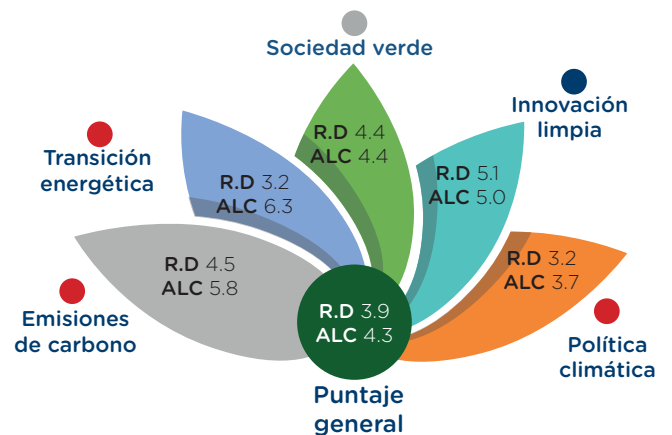 Sociedad verde
R.D 4.4
ALC 4.4
Innovación
limpia
R.D 5.1
ALC 5.0
Transición
energética
R.D 3.2
ALC 6.3
R.D 4.5
ALC 5.8
Emisiones
de carbono
R.D 3.2
ALC 3.7
Política
climática
R.D 3.9
ALC 4.3
Puntaje
general